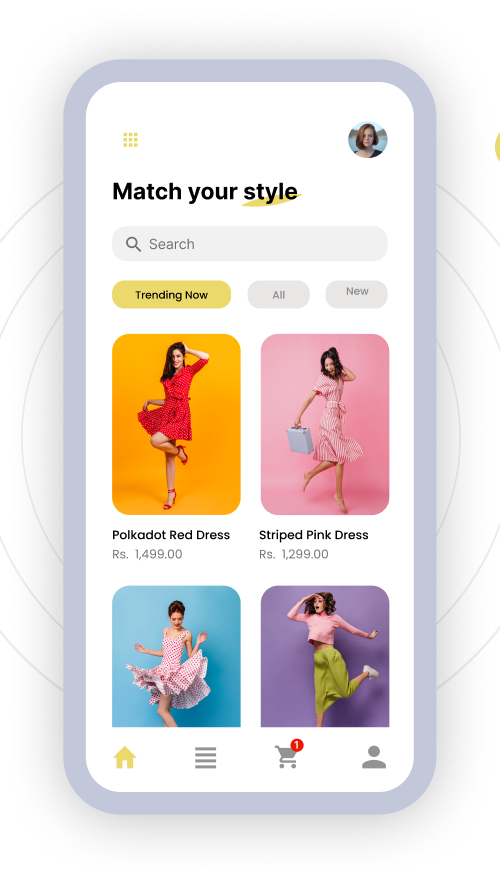 Match your style
Search
Trending Now
All
New
Polkadot Red Dress
Striped Pink Dress
Rs. 1,499.00
Rs. 1,299.00
1